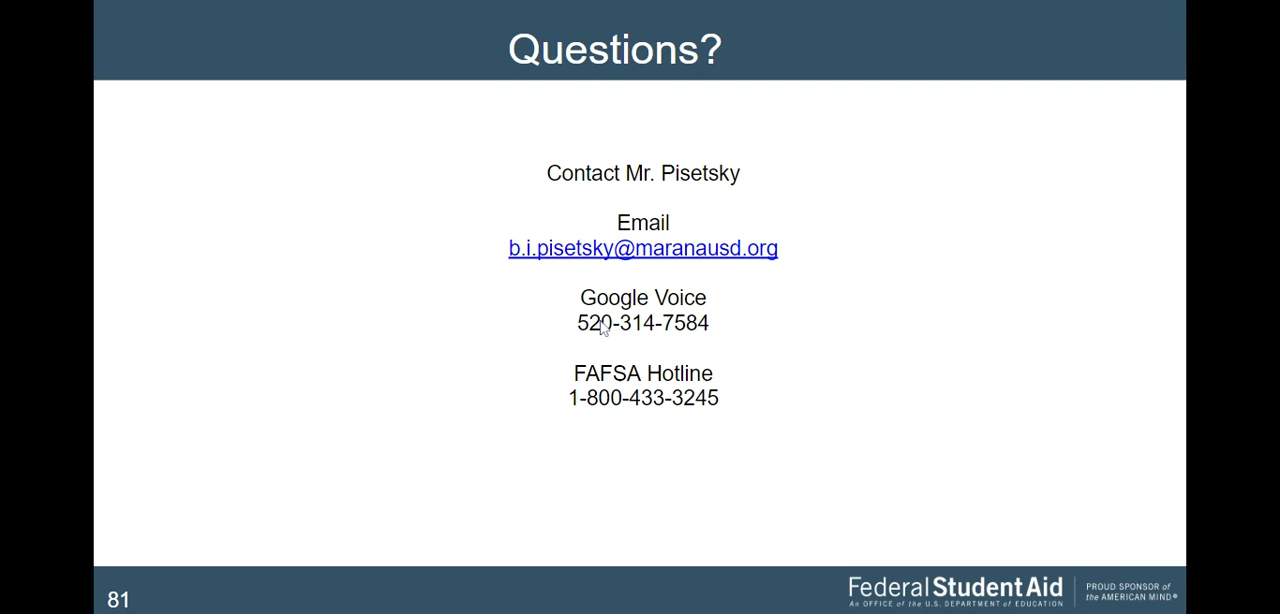 Questions?
Contact Mr. Pisetsky
Email
b.i.pisetsky@maranausd.org
Google Voice
520-314-7584
FAFSA Hotline
1-800-433-3245
81
Federal Student Aid
An OFFICE of the U.S. DEPARTMENT of EDUCATION
PROUD SPONSOR of
the AMERICAN MIND®